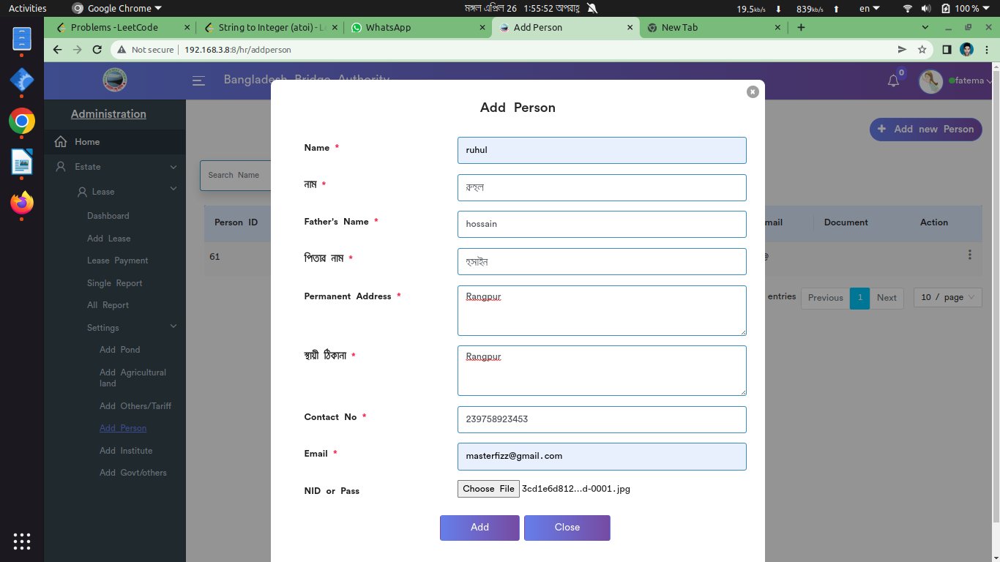 Activities Google Chrome মঙ্গল এপ্রিল 26 1:55:52 অপরাহ্ণ 19.5kb/s 839kb/s en 100 %
Problems - LeetCode String to Integer (atoi) - L WhatsApp Add Person New Tab
Not secure 192.168.3.8:8/hr/addperson
Bangladesh Bridge Authority 0 fatema
Administration
Home
Estate
Lease
Dashboard
Add Lease
Lease Payment
Single Report
All Report
Settings
Add Pond
Add Agricultural
land
Add Others/Tariff
Add Person
Add Institute
Add Govt/others
Add new Person
Search Name
Person ID mail Document Action
61 @
entries Previous 1 Next 10 / page
Add Person
Name * ruhul
নাম * রুহুল
Father's Name * hossain
পিতার নাম * হুসাইন
Permanent Address * Rangpur
স্থায়ী ঠিকানা * Rangpur
Contact No * 239758923453
Email * masterfizz@gmail.com
NID or Pass Choose File 3cd1e6d812...d-0001.jpg
Add Close